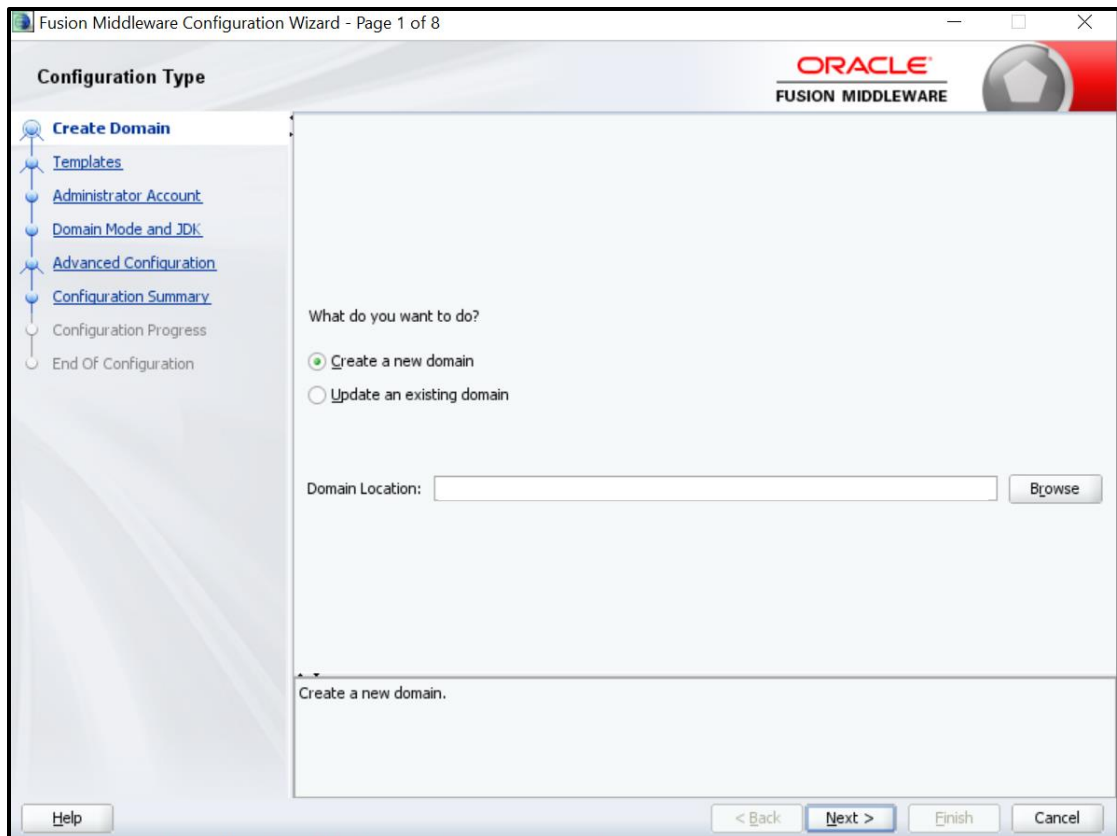 Fusion Middleware Configuration Wizard - Page 1 of 8
Configuration Type
ORACLE
FUSION MIDDLEWARE
Create Domain
Templates
Administrator Account
Domain Mode and JDK
Advanced Configuration
Configuration Summary
Configuration Progress
End Of Configuration
What do you want to do?
Create a new domain
Update an existing domain
Domain Location:
Browse
Create a new domain.
Help
< Back
Next >
Finish
Cancel